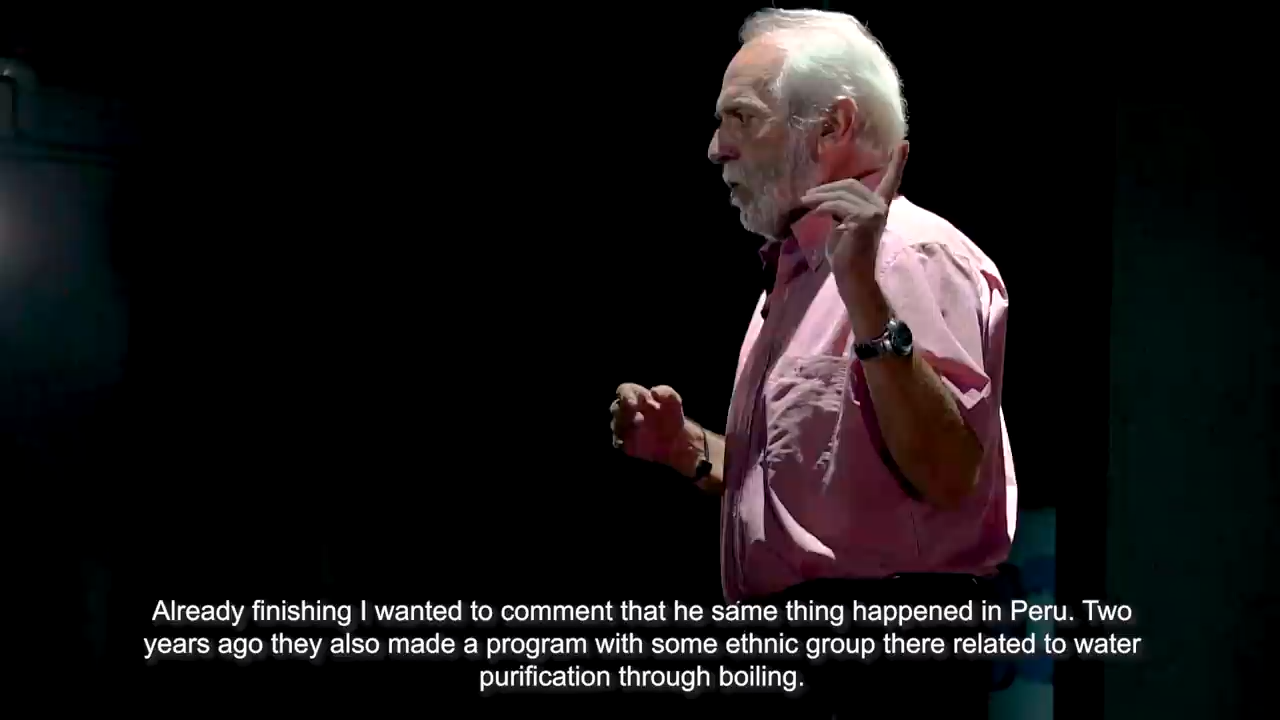 Already finishing I wanted to comment that he same thing happened in Peru. Two
years ago they also made a program with some ethnic group there related to water
purification through boiling.